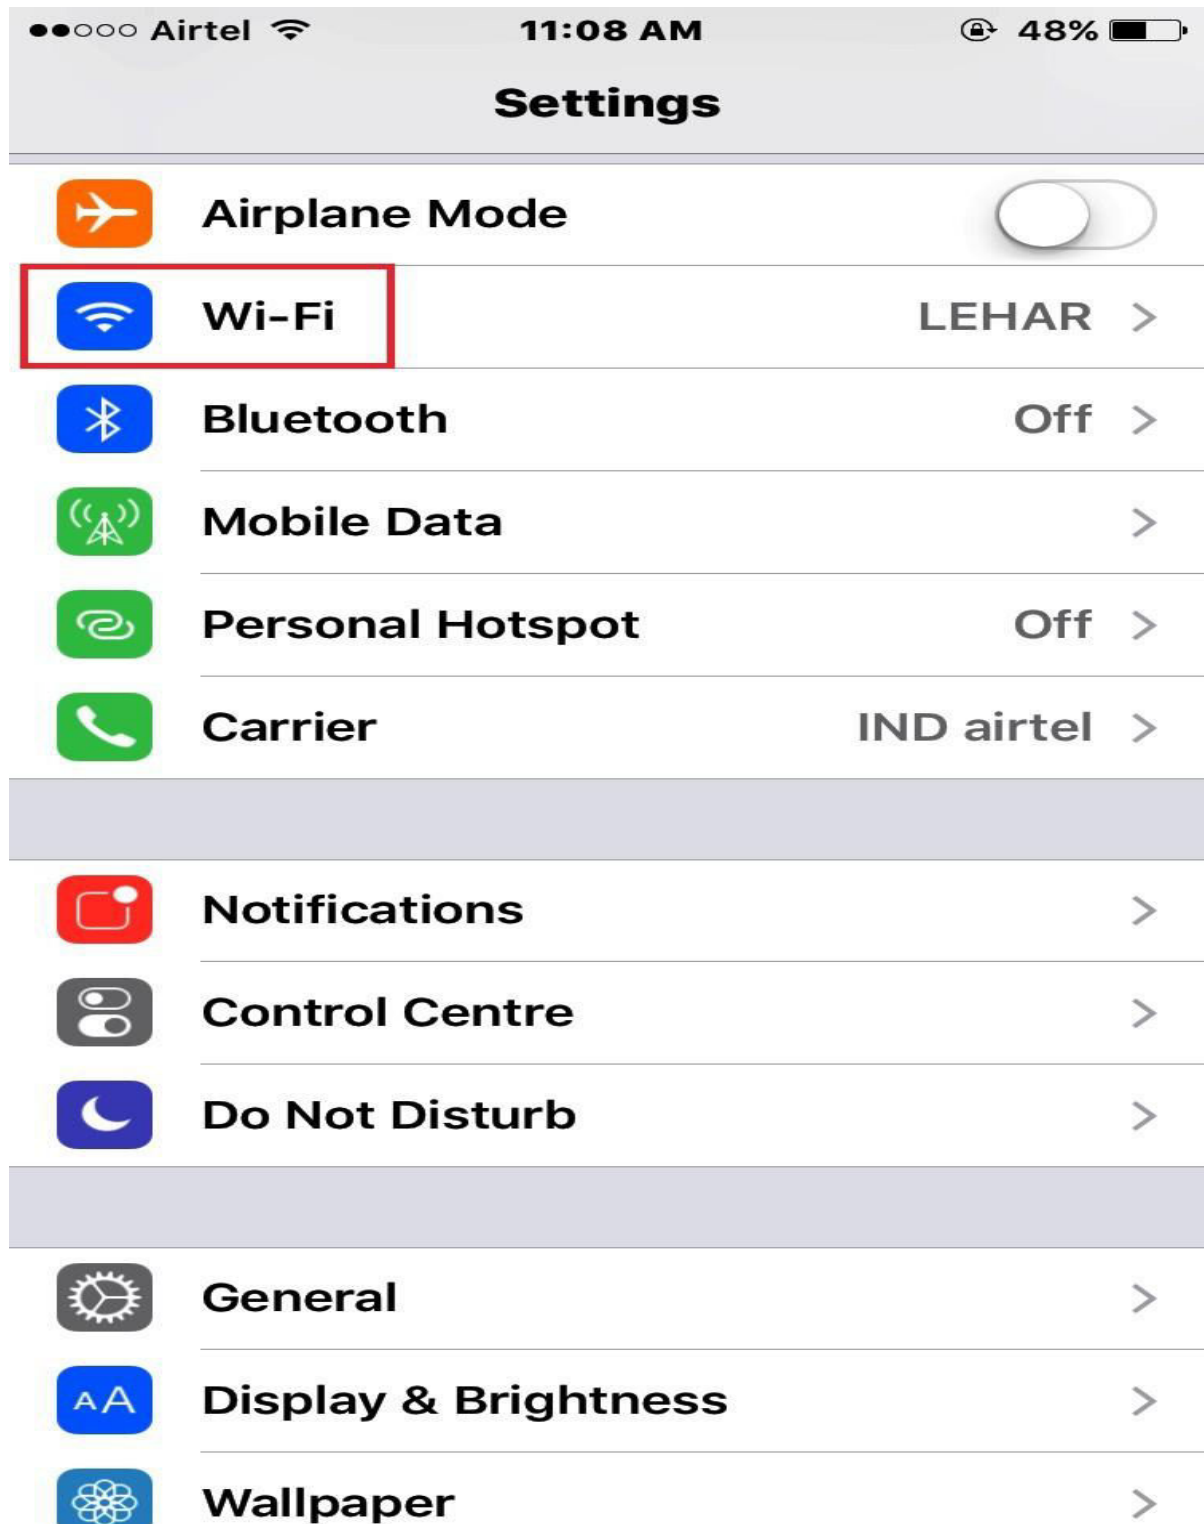 Airtel 11:08 AM 48%
Settings
Airplane Mode
Wi-Fi LEHAR
Bluetooth Off
Mobile Data
Personal Hotspot Off
Carrier IND airtel
Notifications
Control Centre
Do Not Disturb
General
AA Display & Brightness
Wallpaper